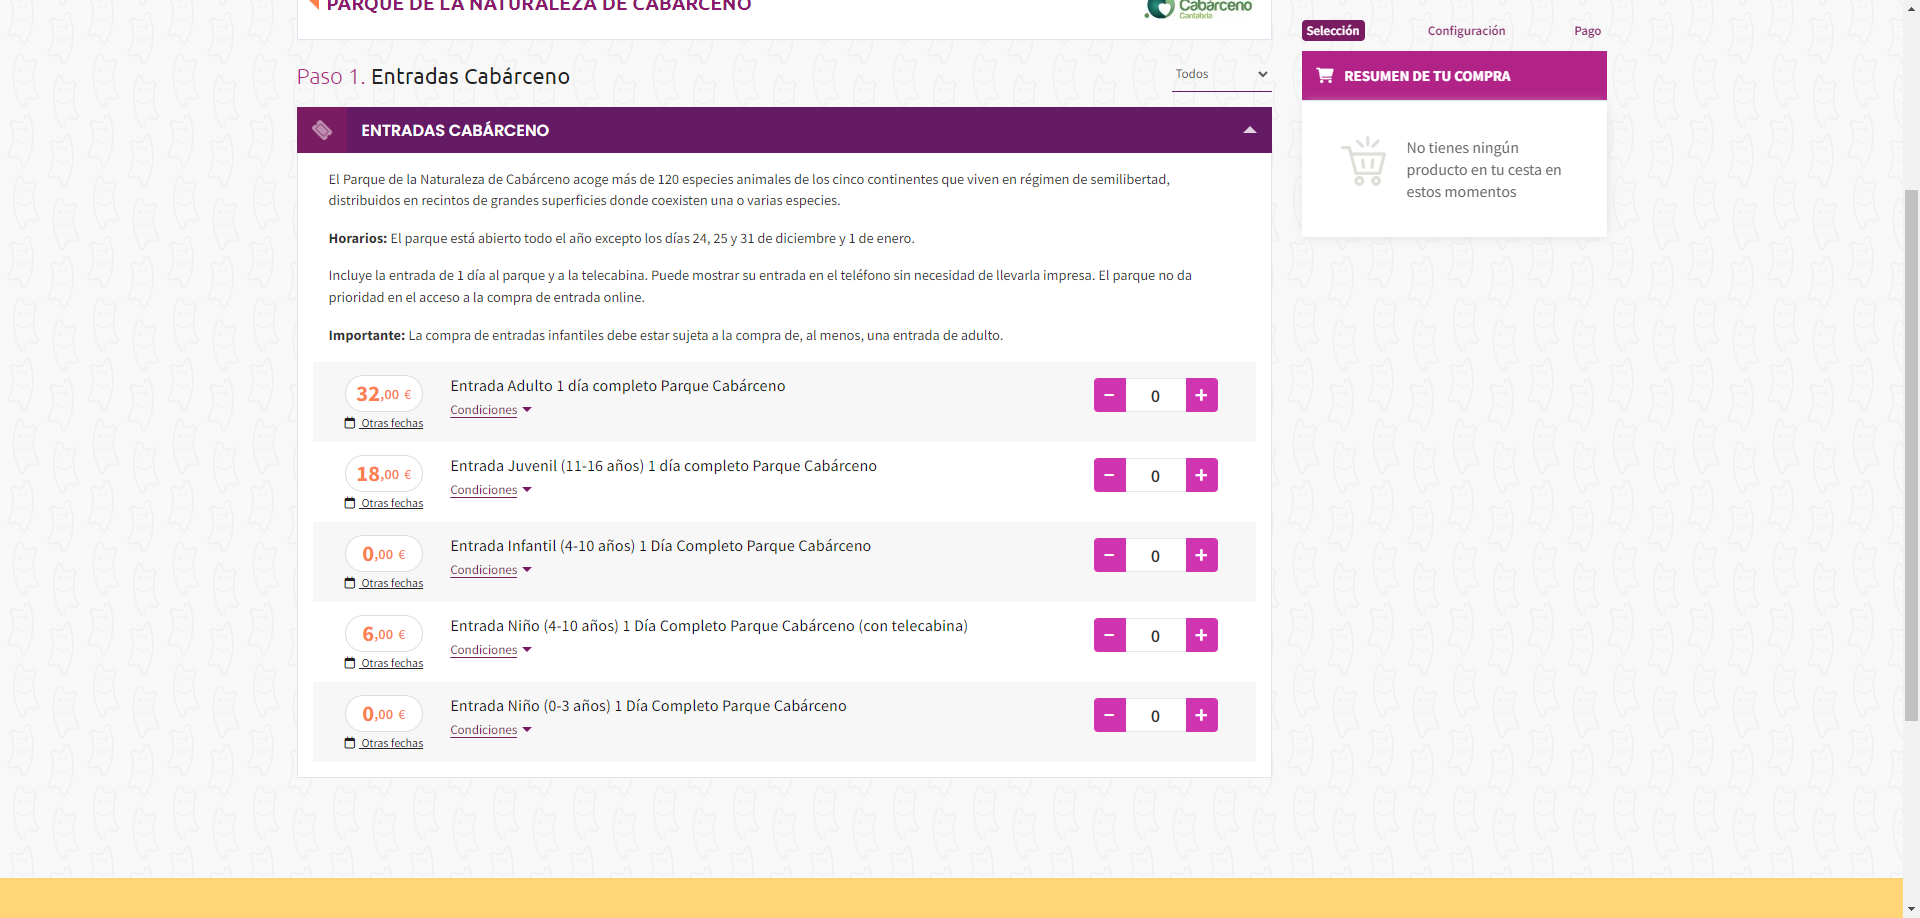 PARQUE DE LA NATURALEZA DE CABÁRCENO
Cabárceno
Cantabria
Selección
Configuración
Pago
Paso 1. Entradas Cabárceno
Todos
RESUMEN DE TU COMPRA
No tienes ningún
producto en tu cesta en
estos momentos
ENTRADAS CABÁRCENO
El Parque de la Naturaleza de Cabárceno acoge más de 120 especies animales de los cinco continentes que viven en régimen de semilibertad,
distribuidos en recintos de grandes superficies donde coexisten una o varias especies.
Horarios: El parque está abierto todo el año excepto los días 24, 25 y 31 de diciembre y 1 de enero.
Incluye la entrada de 1 día al parque y a la telecabina. Puede mostrar su entrada en el teléfono sin necesidad de llevarla impresa. El parque no da
prioridad en el acceso a la compra de entrada online.
Importante: La compra de entradas infantiles debe estar sujeta a la compra de, al menos, una entrada de adulto.
32,00 €
Otras fechas
Entrada Adulto 1 día completo Parque Cabárceno
Condiciones
- 0 +
18,00 €
Otras fechas
Entrada Juvenil (11-16 años) 1 día completo Parque Cabárceno
Condiciones
- 0 +
0,00 €
Otras fechas
Entrada Infantil (4-10 años) 1 Día Completo Parque Cabárceno
Condiciones
- 0 +
6,00 €
Otras fechas
Entrada Niño (4-10 años) 1 Día Completo Parque Cabárceno (con telecabina)
Condiciones
- 0 +
0,00 €
Otras fechas
Entrada Niño (0-3 años) 1 Día Completo Parque Cabárceno
Condiciones
- 0 +